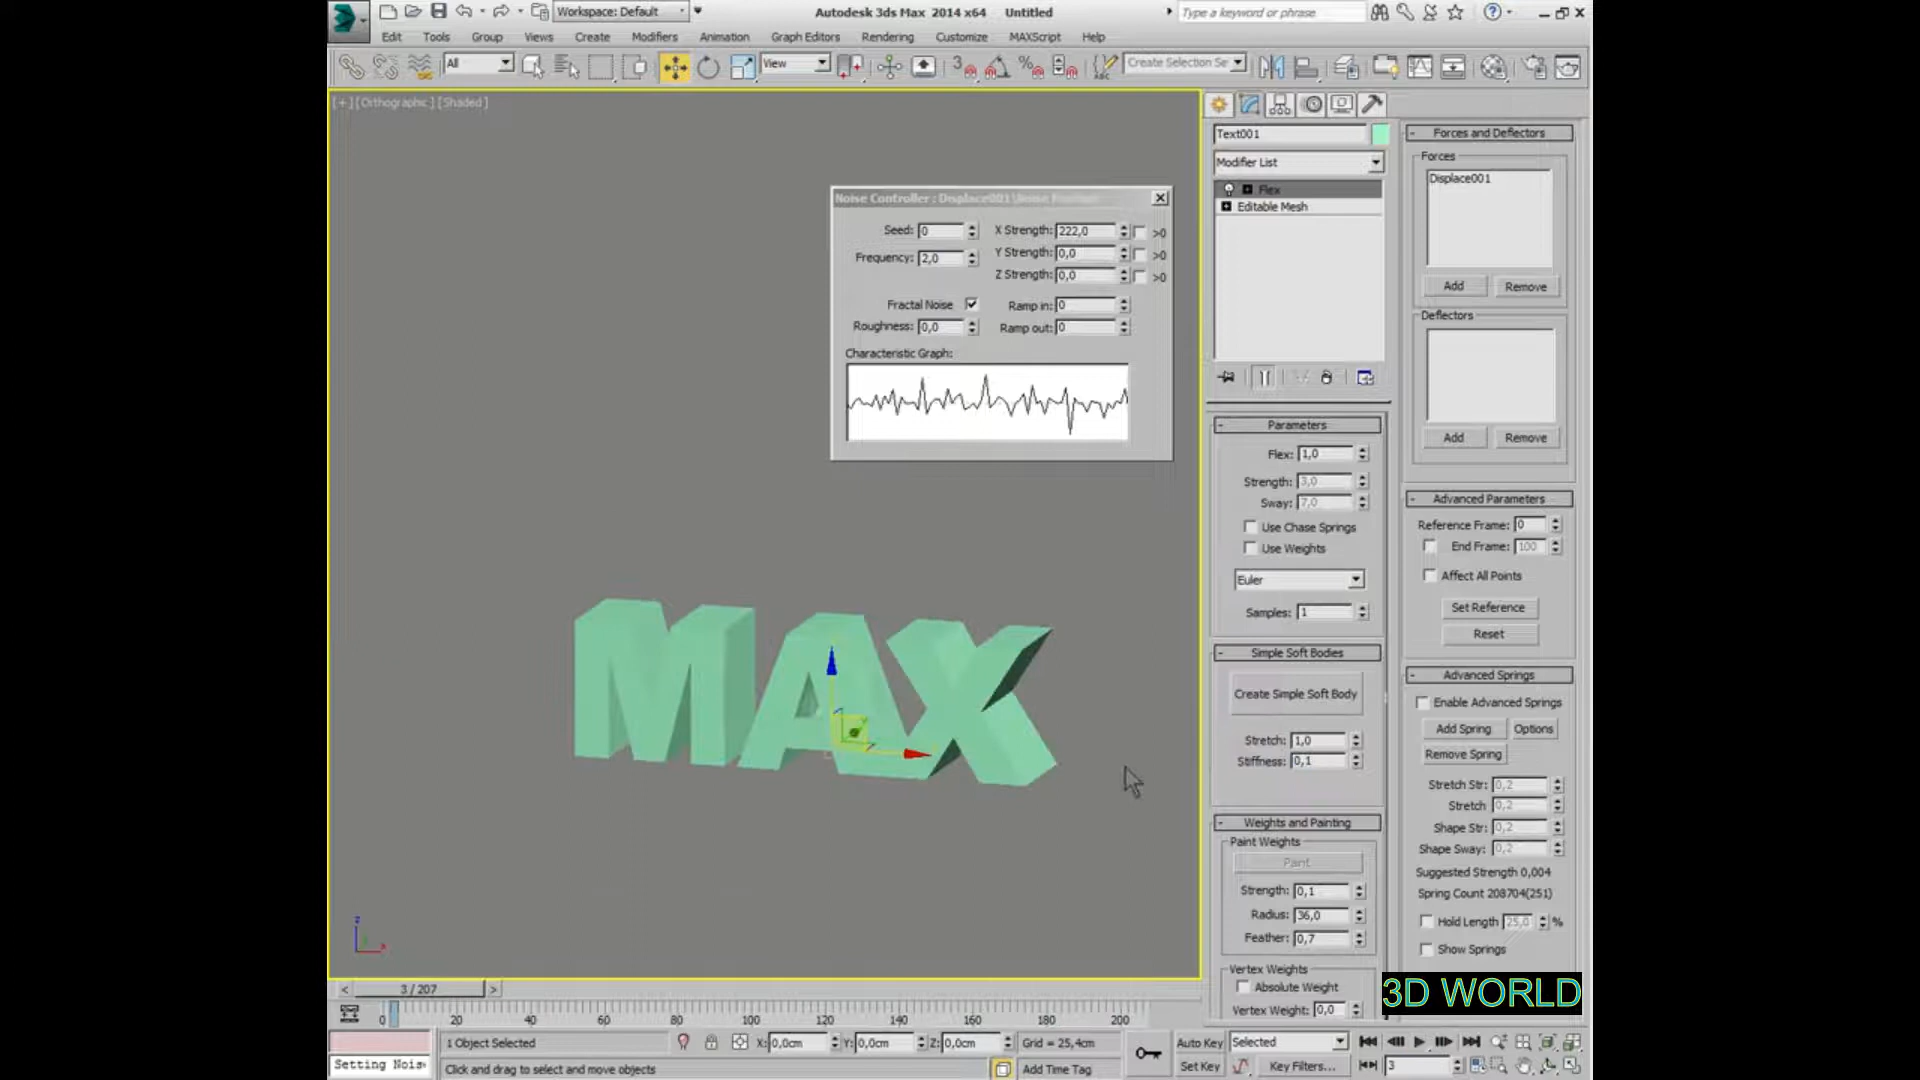 Workspace: Default
Autodesk 3ds Max 2014 x64 Untitled
Type a keyword or phrase
Edit Tools Group Views Create Modifiers Animation Graph Editors Rendering Customize MAXScript Help
All
View
3
Create Selection Se
[+] [Orthographic] [Shaded]
Noise Controller : Displace001\Noise
Seed: 0
X Strength: 222,0 >0
Frequency: 2,0
Y Strength: 0,0 >0
Z Strength: 0,0 >0
Fractal Noise
Ramp in: 0
Roughness: 0,0
Ramp out: 0
Characteristic Graph:
MAX
z
x
Text001
Modifier List
Flex
Editable Mesh
Parameters
Flex: 1,0
Strength: 3,0
Sway: 7,0
Use Chase Springs
Use Weights
Euler
Samples: 1
Simple Soft Bodies
Create Simple Soft Body
Stretch: 1,0
Stiffness: 0,1
Weights and Painting
Paint Weights
Paint
Strength: 0,1
Radius: 36,0
Feather: 0,7
Vertex Weights
Absolute Weight
Vertex Weight: 0,0
Forces and Deflectors
Forces
Displace001
Add Remove
Deflectors
Add Remove
Advanced Parameters
Reference Frame: 0
End Frame: 100
Affect All Points
Set Reference
Reset
Advanced Springs
Enable Advanced Springs
Add Spring Options
Remove Spring
Stretch Str: 0,2
Stretch 0,2
Shape Str: 0,2
Shape Sway: 0,2
Suggested Strength 0,004
Spring Count 208704(251)
Hold Length 25,0 %
Show Springs
3D WORLD
< 3 / 207 >
0 20 40 60 80 100 120 140 160 180 200
1 Object Selected
X: 0,0cm Y: 0,0cm Z: 0,0cm Grid = 25,4cm
Auto Key Selected
Setting Nois
Click and drag to select and move objects
Add Time Tag
Set Key Key Filters... 3